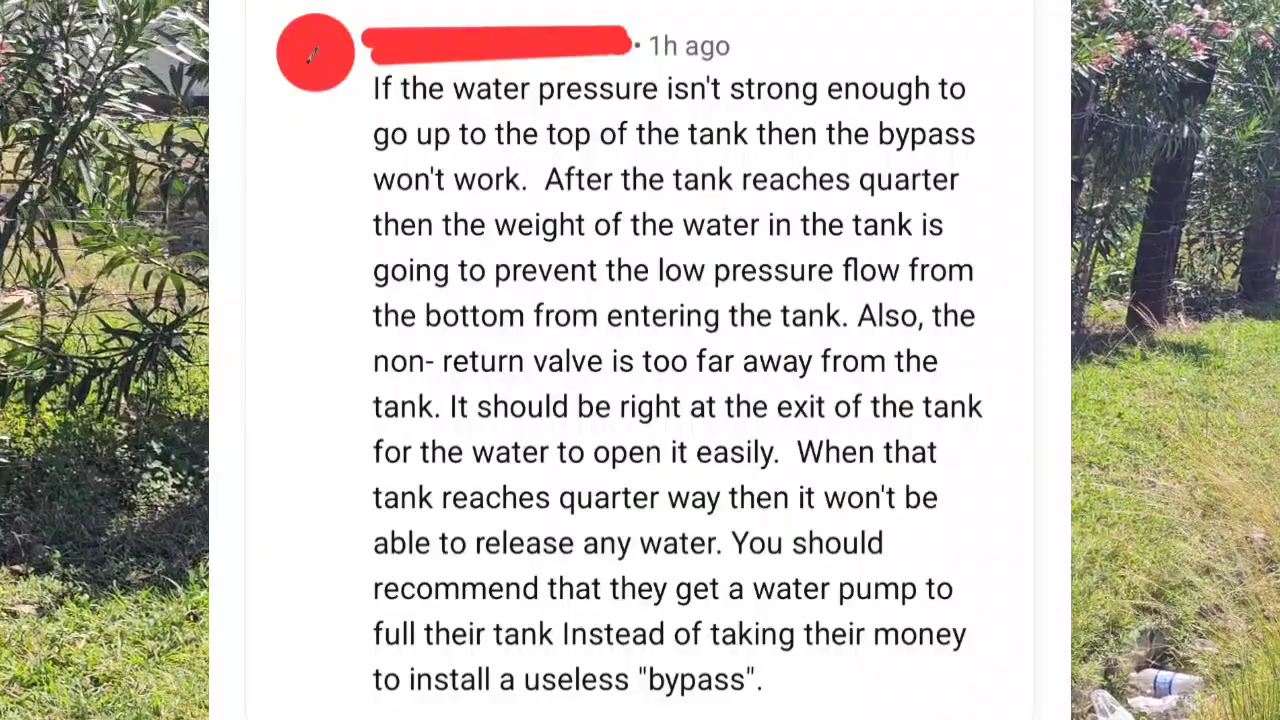 • 1h ago
If the water pressure isn't strong enough to
go up to the top of the tank then the bypass
won't work.  After the tank reaches quarter
then the weight of the water in the tank is
going to prevent the low pressure flow from
the bottom from entering the tank. Also, the
non- return valve is too far away from the
tank. It should be right at the exit of the tank
for the water to open it easily.  When that
tank reaches quarter way then it won't be
able to release any water. You should
recommend that they get a water pump to
full their tank Instead of taking their money
to install a useless "bypass".